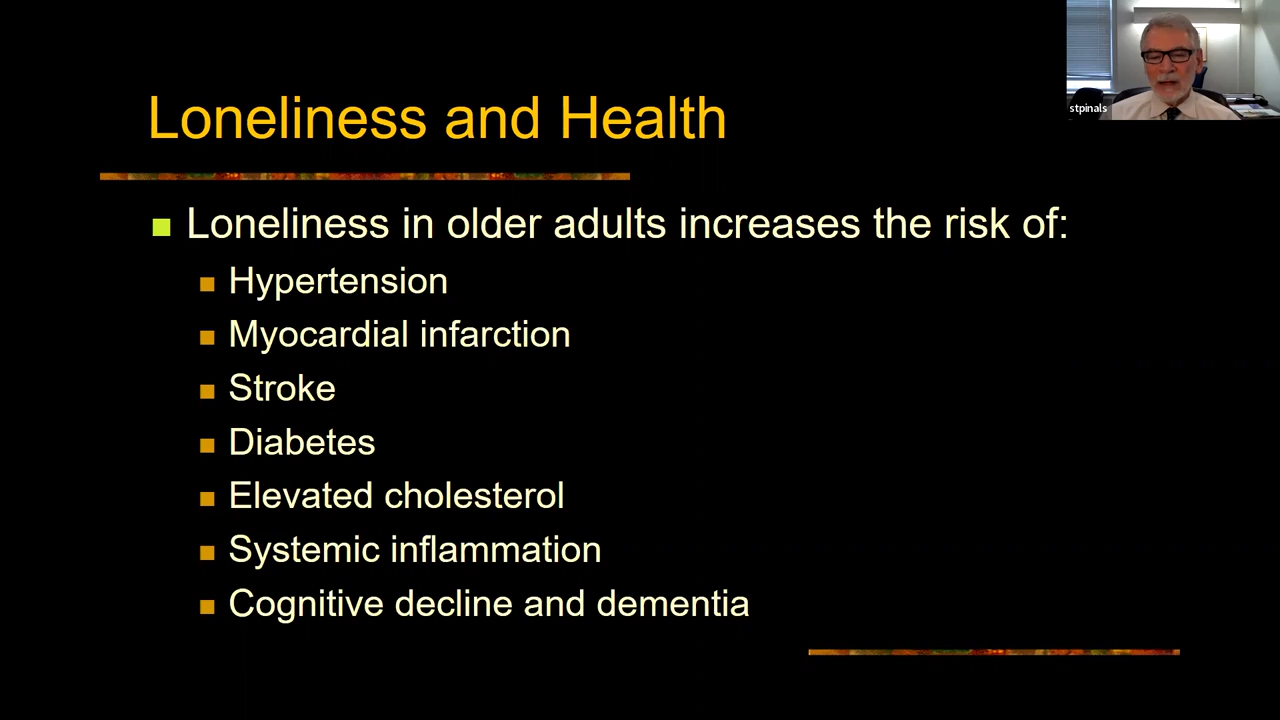 Loneliness and Health
stpinals
Loneliness in older adults increases the risk of:
Hypertension
Myocardial infarction
Stroke
Diabetes
Elevated cholesterol
Systemic inflammation
Cognitive decline and dementia